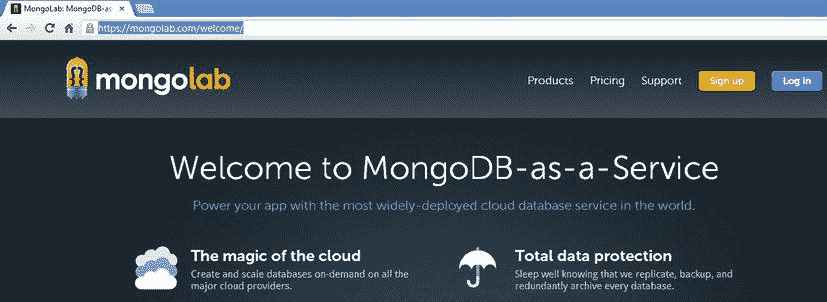 MongoLab: MongoDB-as-
https://mongolab.com/welcome/
mongolab
Products Pricing Support Sign up Log in
Welcome to MongoDB-as-a-Service
Power your app with the most widely-deployed cloud database service in the world.
The magic of the cloud
Create and scale databases on-demand on all the
major cloud providers.
Total data protection
Sleep well knowing that we replicate, backup, and
redundantly archive every database.